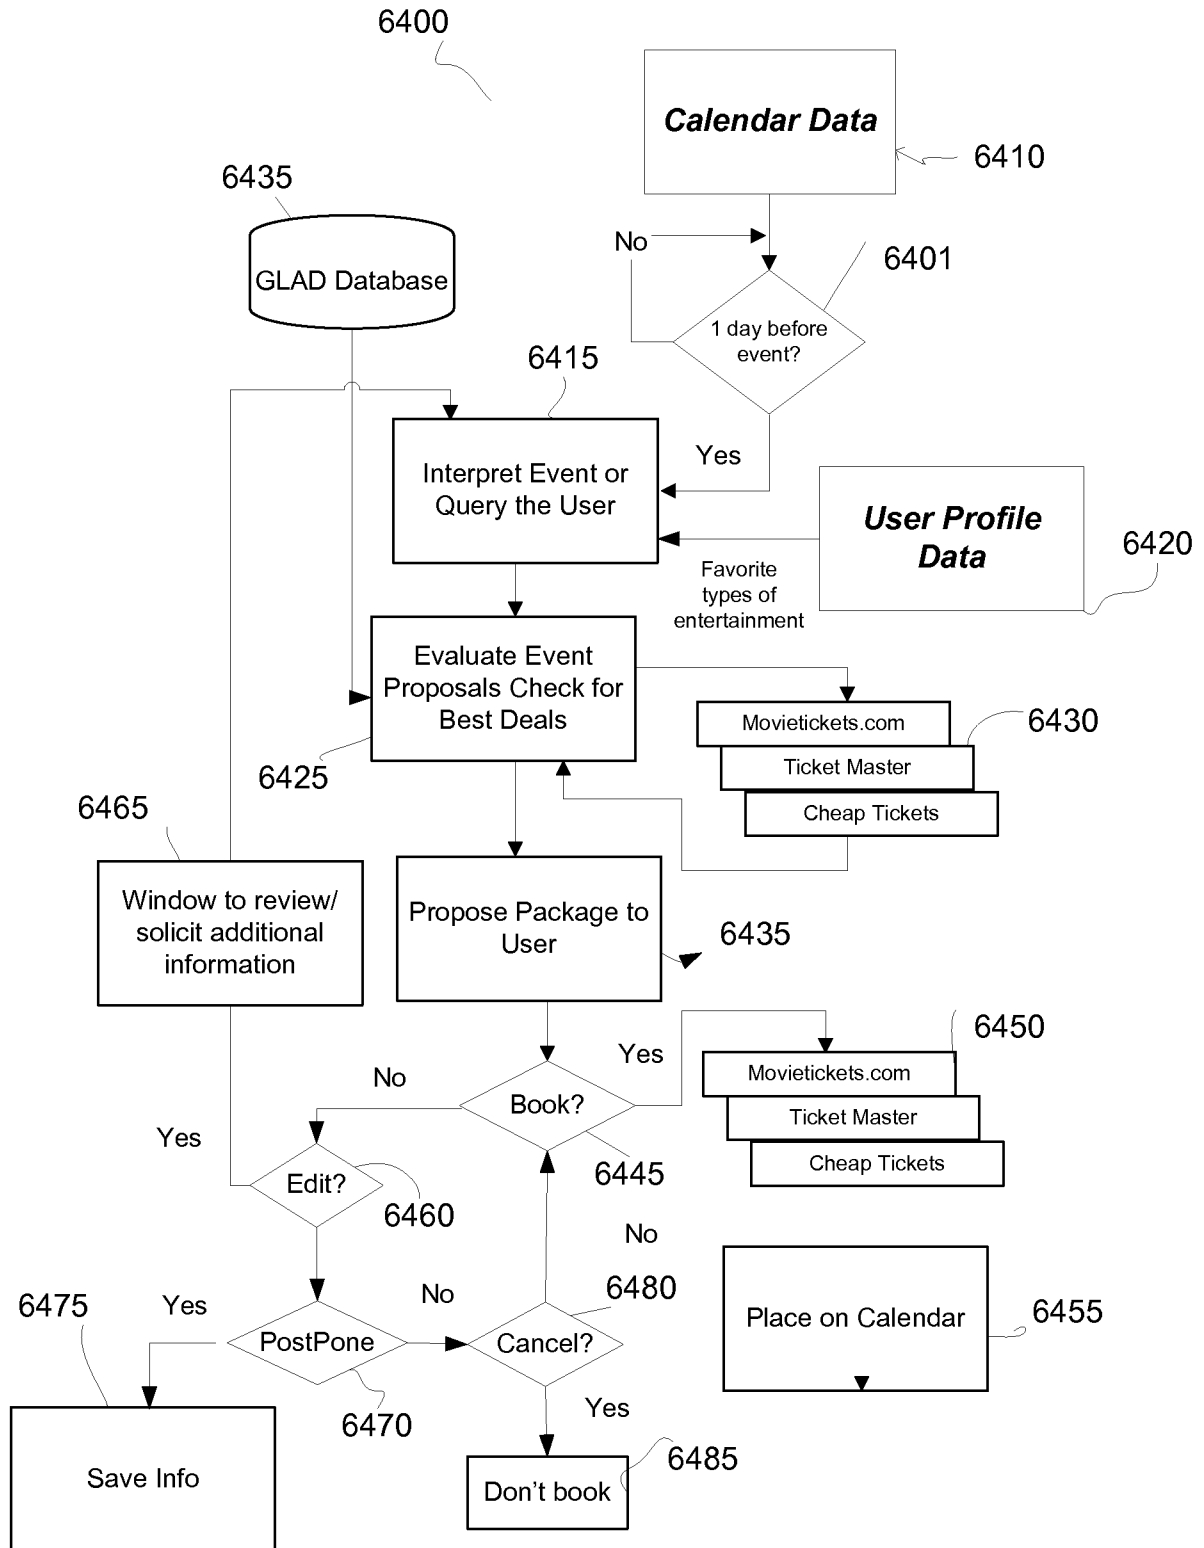 6400
Calendar Data
6410
6435
GLAD Database
No
6401
1 day before
event?
6415
Yes
Interpret Event or
Query the User
User Profile
Data
6420
Favorite
types of
entertainment
Evaluate Event
Proposals Check for
Best Deals
6425
Movietickets.com
6430
Ticket Master
Cheap Tickets
6465
Window to review/
solicit additional
information
Propose Package to
User
6435
Yes
6450
No
Movietickets.com
Book?
Ticket Master
Yes
6445
Cheap Tickets
Edit?
6460
No
6480
No
6475
Yes
PostPone
Cancel?
Place on Calendar
6455
6470
Yes
6485
Save Info
Don't book